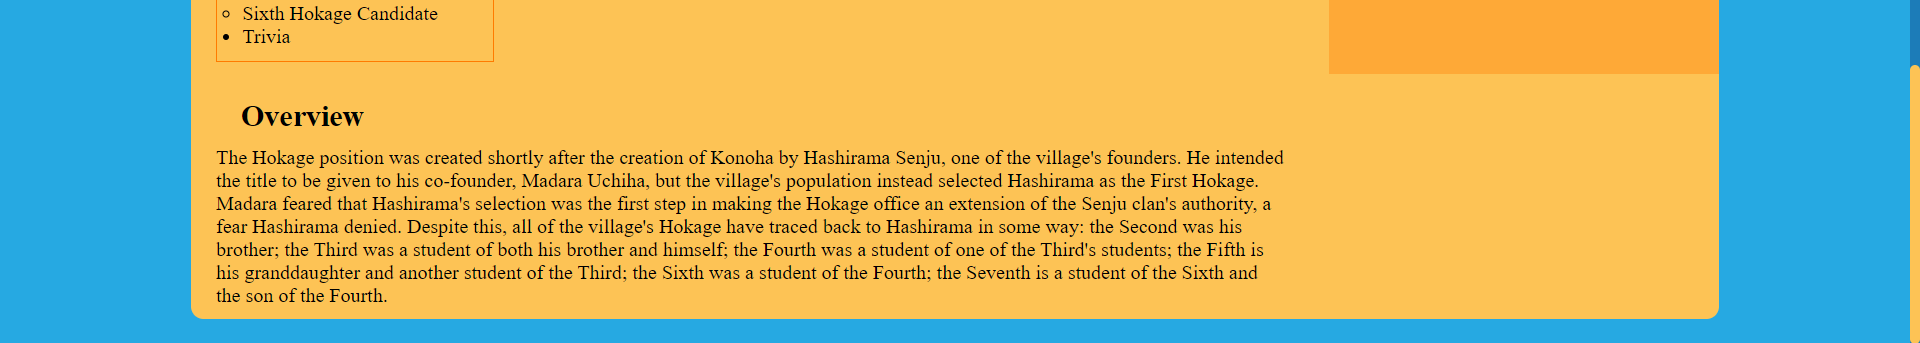 Sixth Hokage Candidate
Trivia
Overview
The Hokage position was created shortly after the creation of Konoha by Hashirama Senju, one of the village's founders. He intended
the title to be given to his co-founder, Madara Uchiha, but the village's population instead selected Hashirama as the First Hokage.
Madara feared that Hashirama's selection was the first step in making the Hokage office an extension of the Senju clan's authority, a
fear Hashirama denied. Despite this, all of the village's Hokage have traced back to Hashirama in some way: the Second was his
brother; the Third was a student of both his brother and himself; the Fourth was a student of one of the Third's students; the Fifth is
his granddaughter and another student of the Third; the Sixth was a student of the Fourth; the Seventh is a student of the Sixth and
the son of the Fourth.